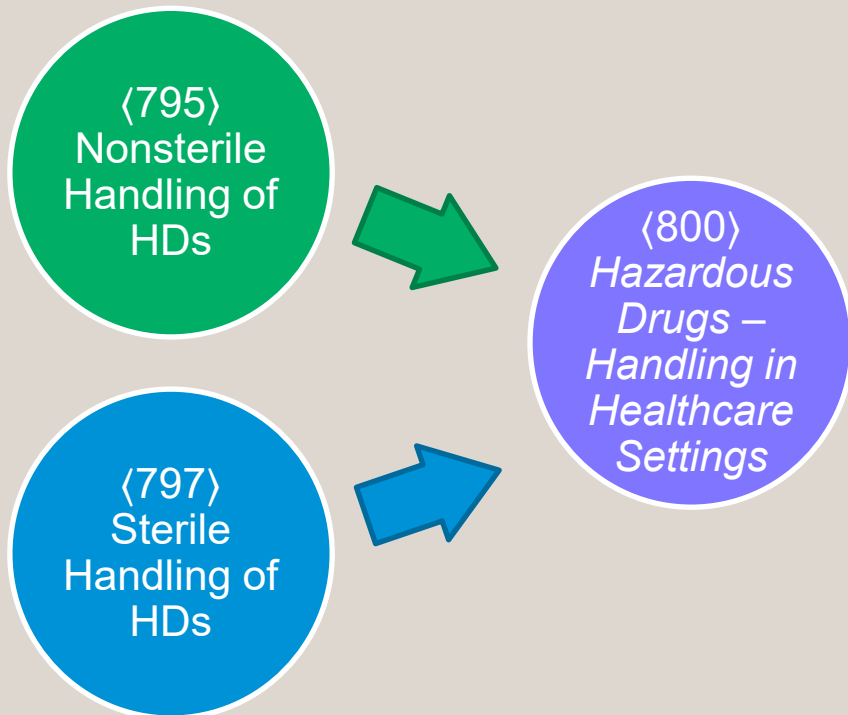 ⟨795⟩
Nonsterile
Handling of
HDs
⟨797⟩
Sterile
Handling of
HDs
⟨800⟩
Hazardous
Drugs –
Handling in
Healthcare
Settings